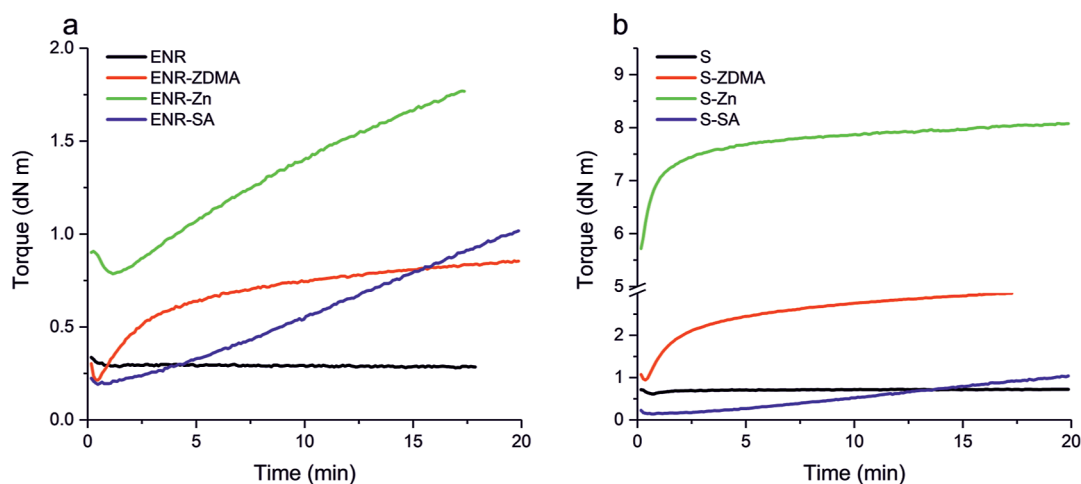 a
ENR
ENR-ZDMA
ENR-Zn
ENR-SA
2.0
1.5
1.0
0.5
0.0
Torque (dN m)
0
5
10
15
20
Time (min)
b
S
S-ZDMA
S-Zn
S-SA
9
8
7
6
5
2
1
0
Torque (dN m)
0
5
10
15
20
Time (min)